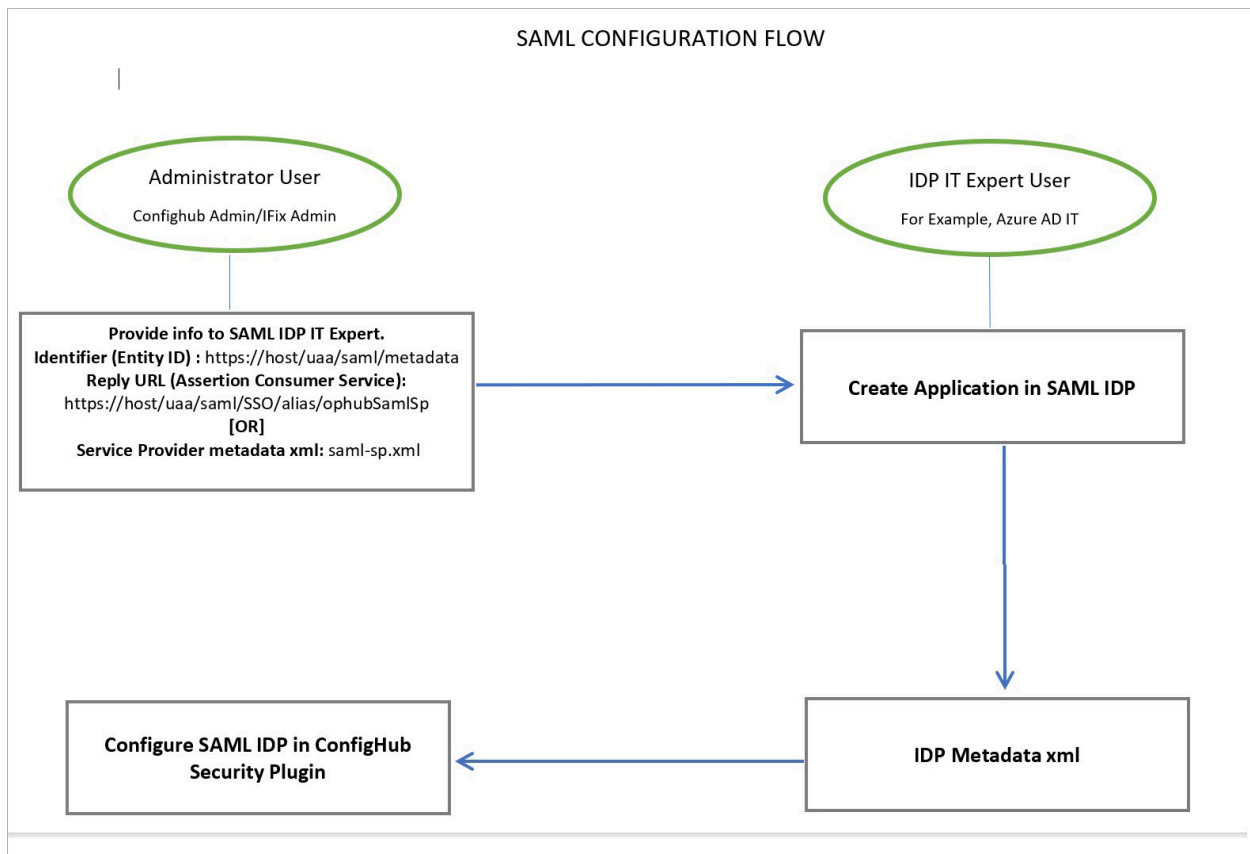 SAML CONFIGURATION FLOW
Administrator User
Confighub Admin/IFix Admin
IDP IT Expert User
For Example, Azure AD IT
Provide info to SAML IDP IT Expert.
Identifier (Entity ID) : https://host/uaa/saml/metadata
Reply URL (Assertion Consumer Service):
https://host/uaa/saml/SSO/alias/ophubSamlSp
[OR]
Service Provider metadata xml: saml-sp.xml
Create Application in SAML IDP
IDP Metadata xml
Configure SAML IDP in ConfigHub
Security Plugin